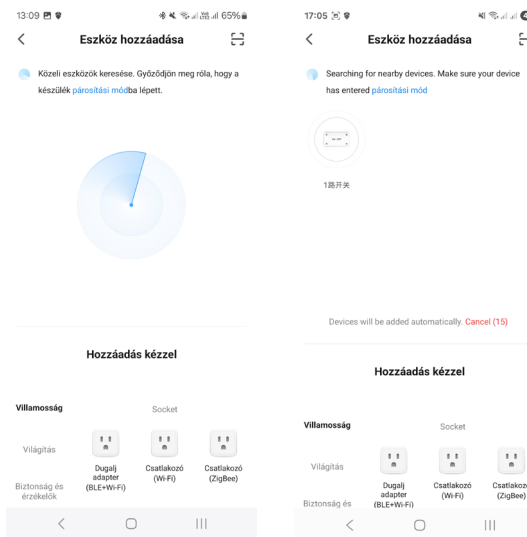 13:09
65%
Eszköz hozzáadása
Közeli eszközök keresése. Győződjön meg róla, hogy a
készülék párosítási módba lépett.
Hozzáadás kézzel
Villamosság
Socket
Világítás
Dugalj
adapter
(BLE+Wi-Fi)
Csatlakozó
(Wi-Fi)
Csatlakozó
(ZigBee)
Biztonság és
érzékelők
17:05
Eszköz hozzáadása
Searching for nearby devices. Make sure your device
has entered párosítási mód
1路开关
Devices will be added automatically. Cancel (15)
Hozzáadás kézzel
Villamosság
Socket
Világítás
Dugalj
adapter
(BLE+Wi-Fi)
Csatlakozó
(Wi-Fi)
Csatlakozó
(ZigBee)
Biztonság és